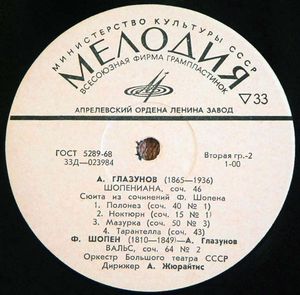 МИНИСТЕРСТВО КУЛЬТУРЫ СССР
МЕЛОДИЯ
ВСЕСОЮЗНАЯ ФИРМА ГРАМПЛАСТИНОК
▽33
АПРЕЛЕВСКИЙ ОРДЕНА ЛЕНИНА ЗАВОД
ГОСТ 5289-68
33Д—023984
Вторая гр.-2
1-00
А. ГЛАЗУНОВ (1865—1936)
ШОПЕНИАНА, соч. 46
Сюита из сочинений Ф. Шопена
1. Полонез (соч. 40 № 1)
2. Ноктюрн (соч. 15 № 1)
3. Мазурка (соч. 50 № 3)
4. Тарантелла (соч. 43)
Ф. ШОПЕН (1810—1849)—А. Глазунов
ВАЛЬС, соч. 64 № 2
Оркестр Большого театра СССР
Дирижер А. Жюрайтис